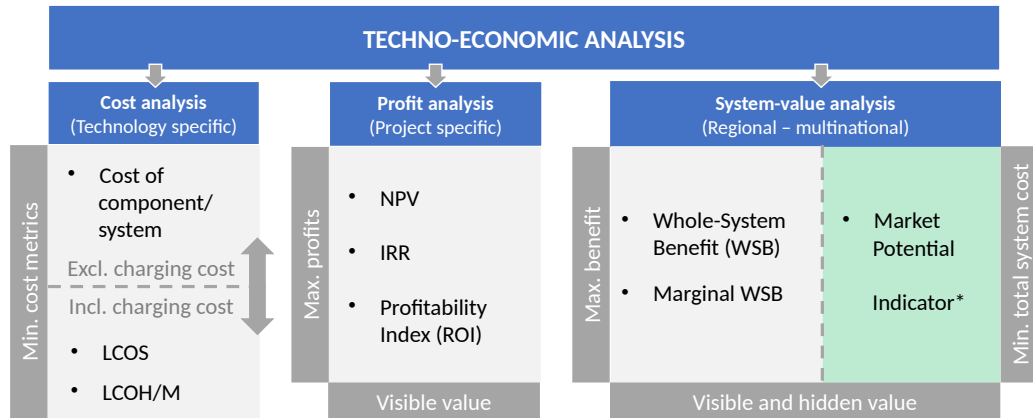 TECHNO-ECONOMIC ANALYSIS
Cost analysis
(Technology specific)
Min. cost metrics
• Cost of
component/
system
Excl. charging cost
Incl. charging cost
• LCOS
• LCOH/M
Profit analysis
(Project specific)
Max. profits
• NPV
• IRR
• Profitability
Index (ROI)
Visible value
System-value analysis
(Regional – multinational)
Max. benefit
• Whole-System
Benefit (WSB)
• Marginal WSB
• Market
Potential
Indicator*
Min. total system cost
Visible and hidden value